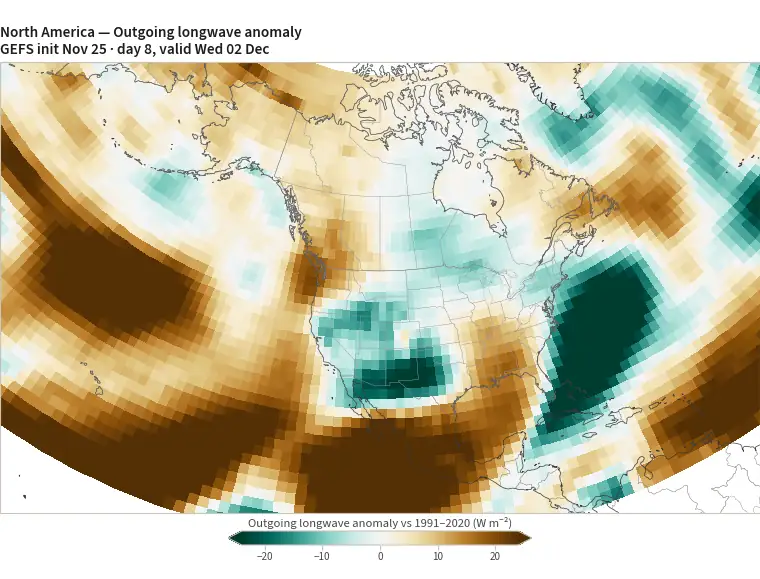 North America — Outgoing longwave anomaly
GEFS init Nov 25 · day 8, valid Wed 02 Dec
Outgoing longwave anomaly vs 1991–2020 (W m⁻²)
−20 −10 0 10 20